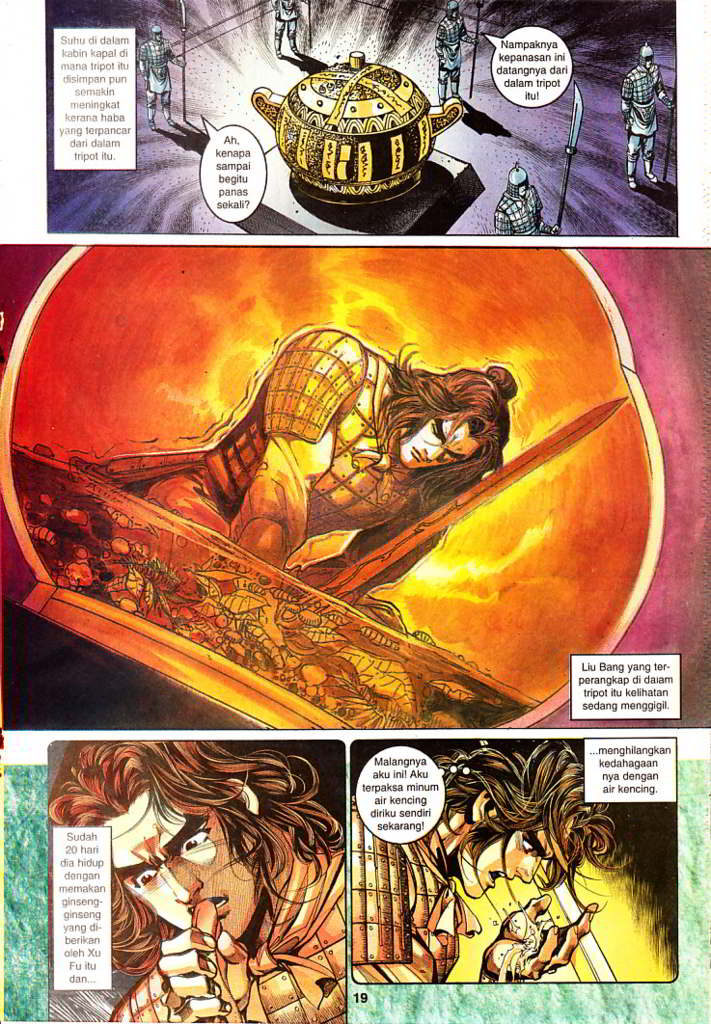 Suhu di dalam
kabin kapal di
mana tripot itu
disimpan pun
semakin
meningkat
kerana haba
yang terpancar
dari dalam
tripot itu.
Ah,
kenapa
sampai
begitu
panas
sekali?
Nampaknya
kepanasan ini
datangnya dari
dalam tripot
itu!
Liu Bang yang ter-
perangkap di dalam
tripot itu kelihatan
sedang menggigil.
Sudah
20 hari
dia hidup
dengan
memakan
ginseng-
ginseng
yang di-
berikan
oleh Xu
Fu itu
dan...
Malangnya
aku ini! Aku
terpaksa minum
air kencing
diriku sendiri
sekarang!
...menghilangkan
kedahagaan
nya dengan
air kencing.
19